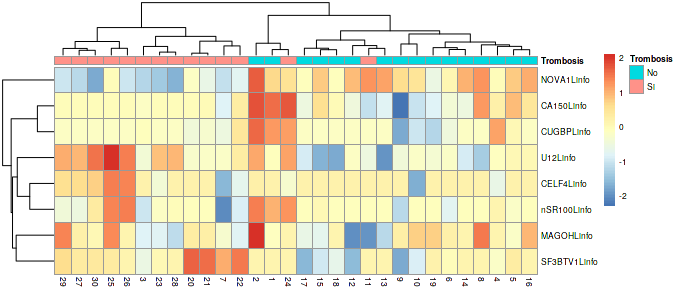 Trombosis
NOVA1Linfo
CA150Linfo
CUGBPLinfo
U12Linfo
CELF4Linfo
nSR100Linfo
MAGOHLinfo
SF3BTV1Linfo
29 27 30 25 26 3 23 28 20 21 7 22 2 1 24 17 15 18 12 11 13 9 10 19 6 14 8 4 5 16
2
1
0
-1
-2
Trombosis
No
SI